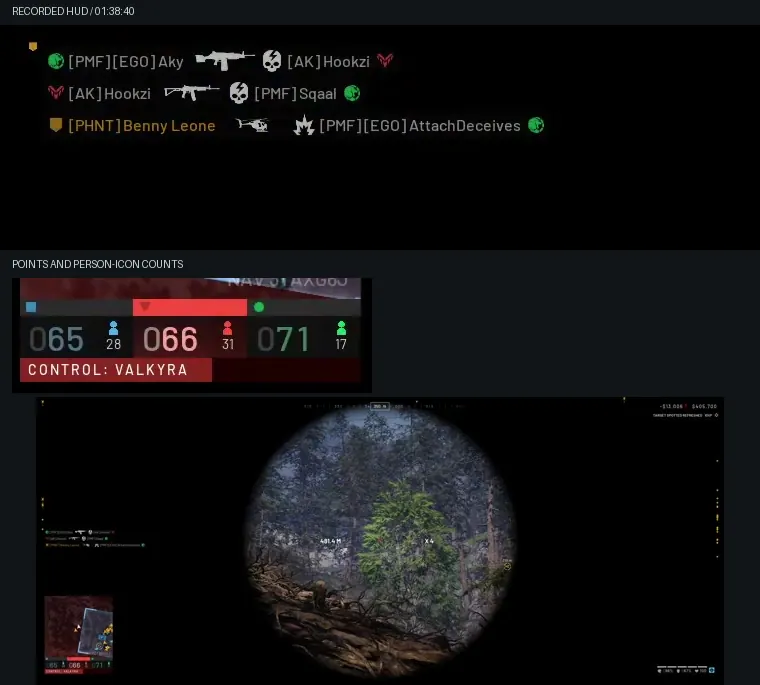 RECORDED HUD / 01:38:40
[PMF][EGO]Aky [AK]Hookzi
[AK]Hookzi [PMF]Sqaal
[PHNT]Benny Leone [PMF][EGO]AttachDeceives
POINTS AND PERSON-ICON COUNTS
065 28 066 31 071 17
CONTROL: VALKYRA
481.4 M X4